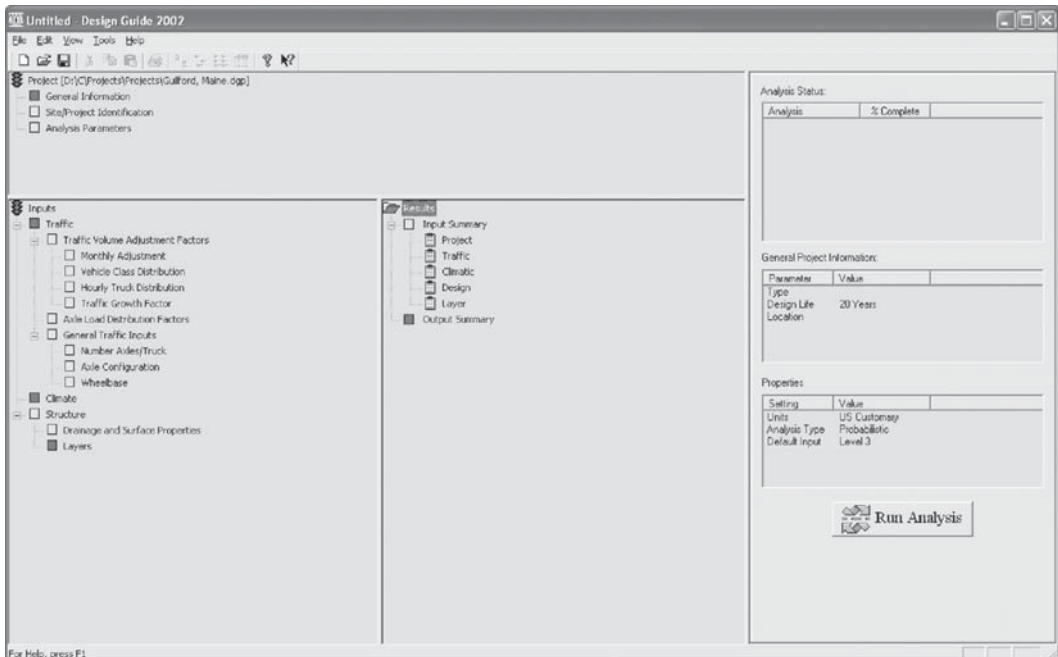 Untitled - Design Guide 2002
File Edit View Tools Help
Project [D:\C\Projects\Projects\Guilford, Maine.dgp]
General Information
Site/Project Identification
Analysis Parameters
Inputs
Traffic
Traffic Volume Adjustment Factors
Monthly Adjustment
Vehicle Class Distribution
Hourly Truck Distribution
Traffic Growth Factor
Axle Load Distribution Factors
General Traffic Inputs
Number Axles/Truck
Axle Configuration
Wheelbase
Climate
Structure
Drainage and Surface Properties
Layers
Results
Input Summary
Project
Traffic
Climatic
Design
Layer
Output Summary
Analysis Status:
Analysis % Complete
General Project Information:
Parameter Value
Type
Design Life 20 Years
Location
Properties
Setting Value
Units US Customary
Analysis Type Probabilistic
Default Input Level 3
Run Analysis
For Help, press F1